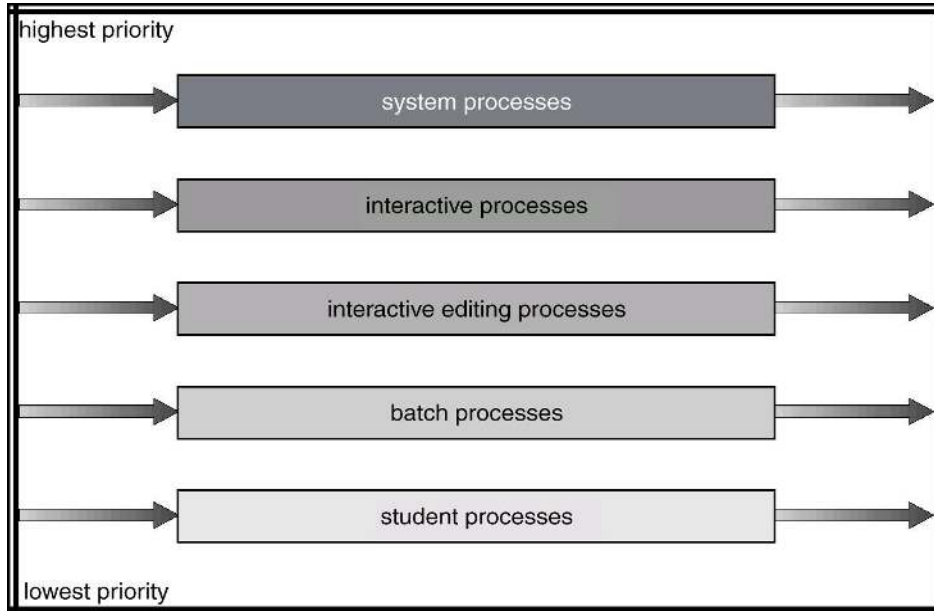 highest priority
system processes
interactive processes
interactive editing processes
batch processes
student processes
lowest priority